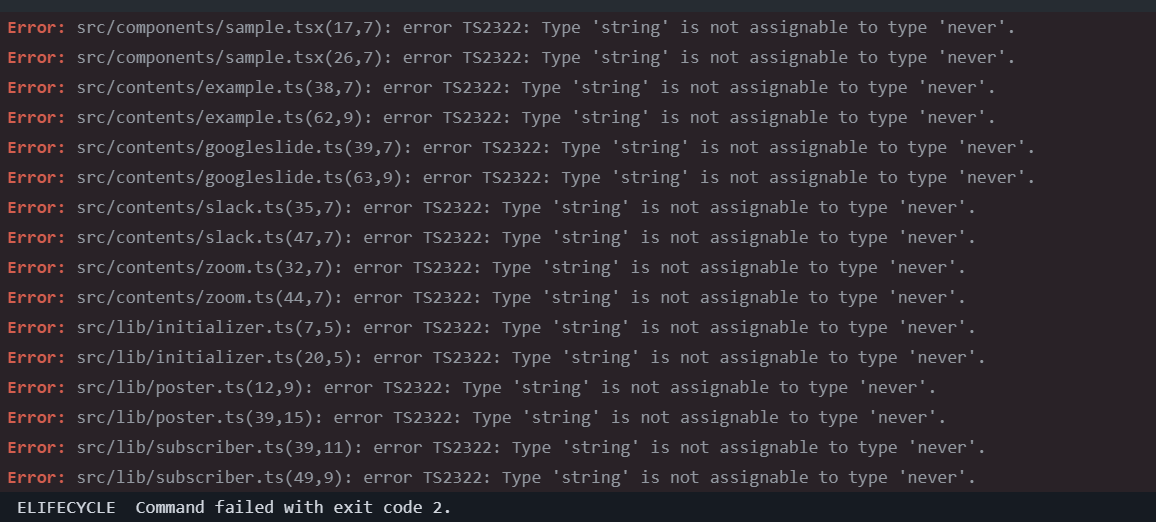 Error: src/components/sample.tsx(17,7): error TS2322: Type 'string' is not assignable to type 'never'.
Error: src/components/sample.tsx(26,7): error TS2322: Type 'string' is not assignable to type 'never'.
Error: src/contents/example.ts(38,7): error TS2322: Type 'string' is not assignable to type 'never'.
Error: src/contents/example.ts(62,9): error TS2322: Type 'string' is not assignable to type 'never'.
Error: src/contents/googleslide.ts(39,7): error TS2322: Type 'string' is not assignable to type 'never'.
Error: src/contents/googleslide.ts(63,9): error TS2322: Type 'string' is not assignable to type 'never'.
Error: src/contents/slack.ts(35,7): error TS2322: Type 'string' is not assignable to type 'never'.
Error: src/contents/slack.ts(47,7): error TS2322: Type 'string' is not assignable to type 'never'.
Error: src/contents/zoom.ts(32,7): error TS2322: Type 'string' is not assignable to type 'never'.
Error: src/contents/zoom.ts(44,7): error TS2322: Type 'string' is not assignable to type 'never'.
Error: src/lib/initializer.ts(7,5): error TS2322: Type 'string' is not assignable to type 'never'.
Error: src/lib/initializer.ts(20,5): error TS2322: Type 'string' is not assignable to type 'never'.
Error: src/lib/poster.ts(12,9): error TS2322: Type 'string' is not assignable to type 'never'.
Error: src/lib/poster.ts(39,15): error TS2322: Type 'string' is not assignable to type 'never'.
Error: src/lib/subscriber.ts(39,11): error TS2322: Type 'string' is not assignable to type 'never'.
Error: src/lib/subscriber.ts(49,9): error TS2322: Type 'string' is not assignable to type 'never'.
ELIFECYCLE  Command failed with exit code 2.